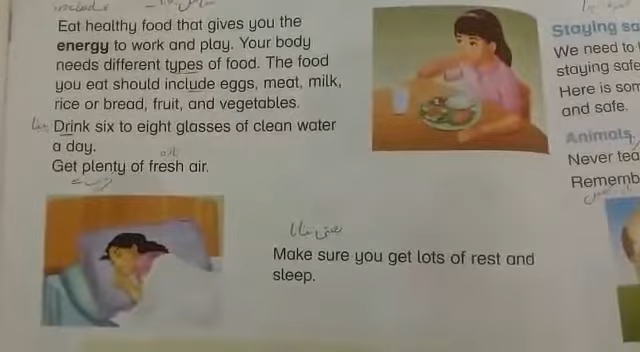 include
Eat healthy food that gives you the
energy to work and play. Your body
needs different types of food. The food
you eat should include eggs, meat, milk,
rice or bread, fruit, and vegetables.
Drink six to eight glasses of clean water
a day.
Get plenty of fresh air.
Make sure you get lots of rest and
sleep.
Staying sa
We need to
staying safe
Here is som
and safe.
Animals
Never tea
Rememb